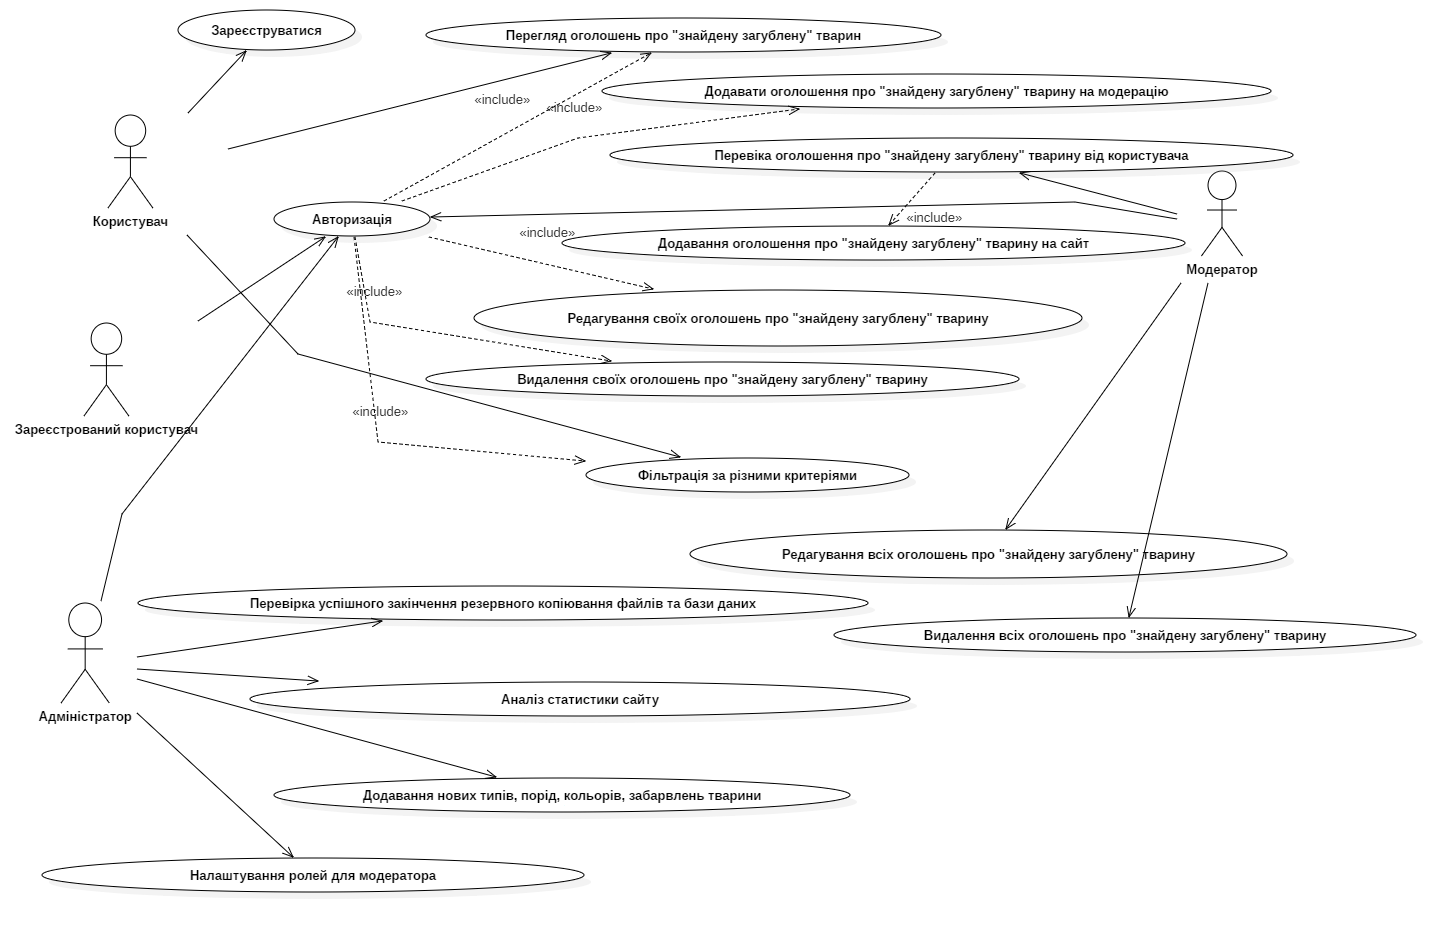 Зареєструватися
Перегляд оголошень про "знайдену загублену" тварин
Додавати оголошення про "знайдену загублену" тварину на модерацію
«include»
«include»
Перевіка оголошення про "знайдену загублену" тварину від користувача
Користувач
Авторизація
«include»
«include»
Додавання оголошення про "знайдену загублену" тварину на сайт
Модератор
«include»
Редагування своїх оголошень про "знайдену загублену" тварину
Видалення своїх оголошень про "знайдену загублену" тварину
«include»
Зареєстрований користувач
Фільтрація за різними критеріями
Редагування всіх оголошень про "знайдену загублену" тварину
Перевірка успішного закінчення резервного копіювання файлів та бази даних
Видалення всіх оголошень про "знайдену загублену" тварину
Аналіз статистики сайту
Адміністратор
Додавання нових типів, порід, кольорів, забарвлень тварини
Налаштування ролей для модератора